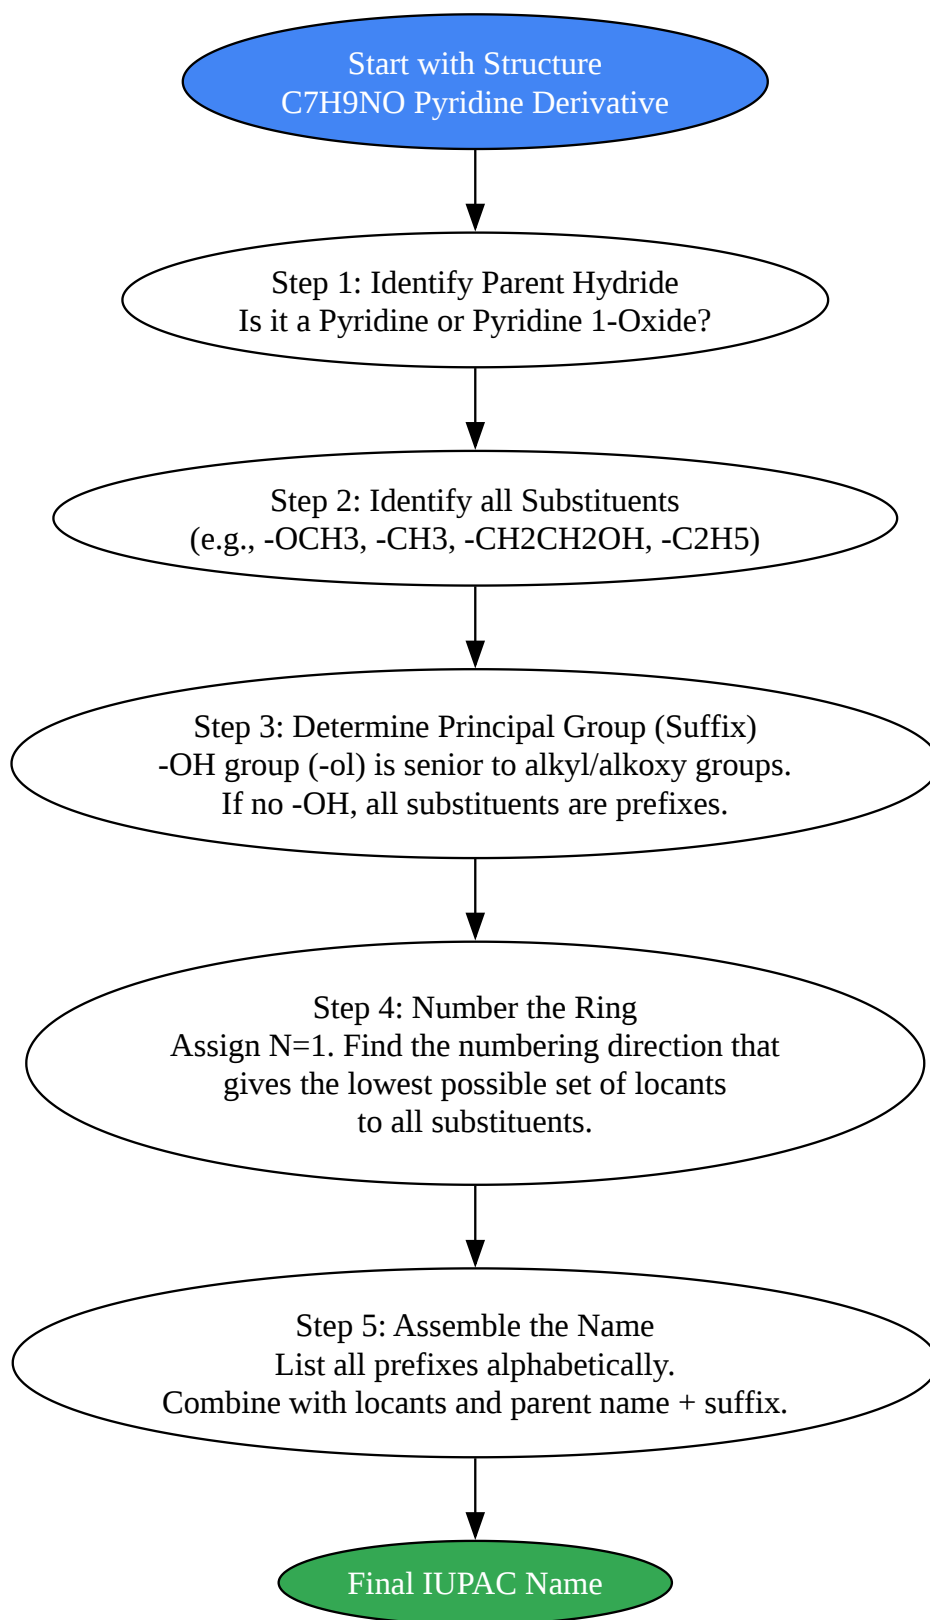 Start with Structure
C7H9NO Pyridine Derivative
Step 1: Identify Parent Hydride
Is it a Pyridine or Pyridine 1-Oxide?
Step 2: Identify all Substituents
(e.g., -OCH3, -CH3, -CH2CH2OH, -C2H5)
Step 3: Determine Principal Group (Suffix)
-OH group (-ol) is senior to alkyl/alkoxy groups.
If no -OH, all substituents are prefixes.
Step 4: Number the Ring
Assign N=1. Find the numbering direction that
gives the lowest possible set of locants
to all substituents.
Step 5: Assemble the Name
List all prefixes alphabetically.
Combine with locants and parent name + suffix.
Final IUPAC Name